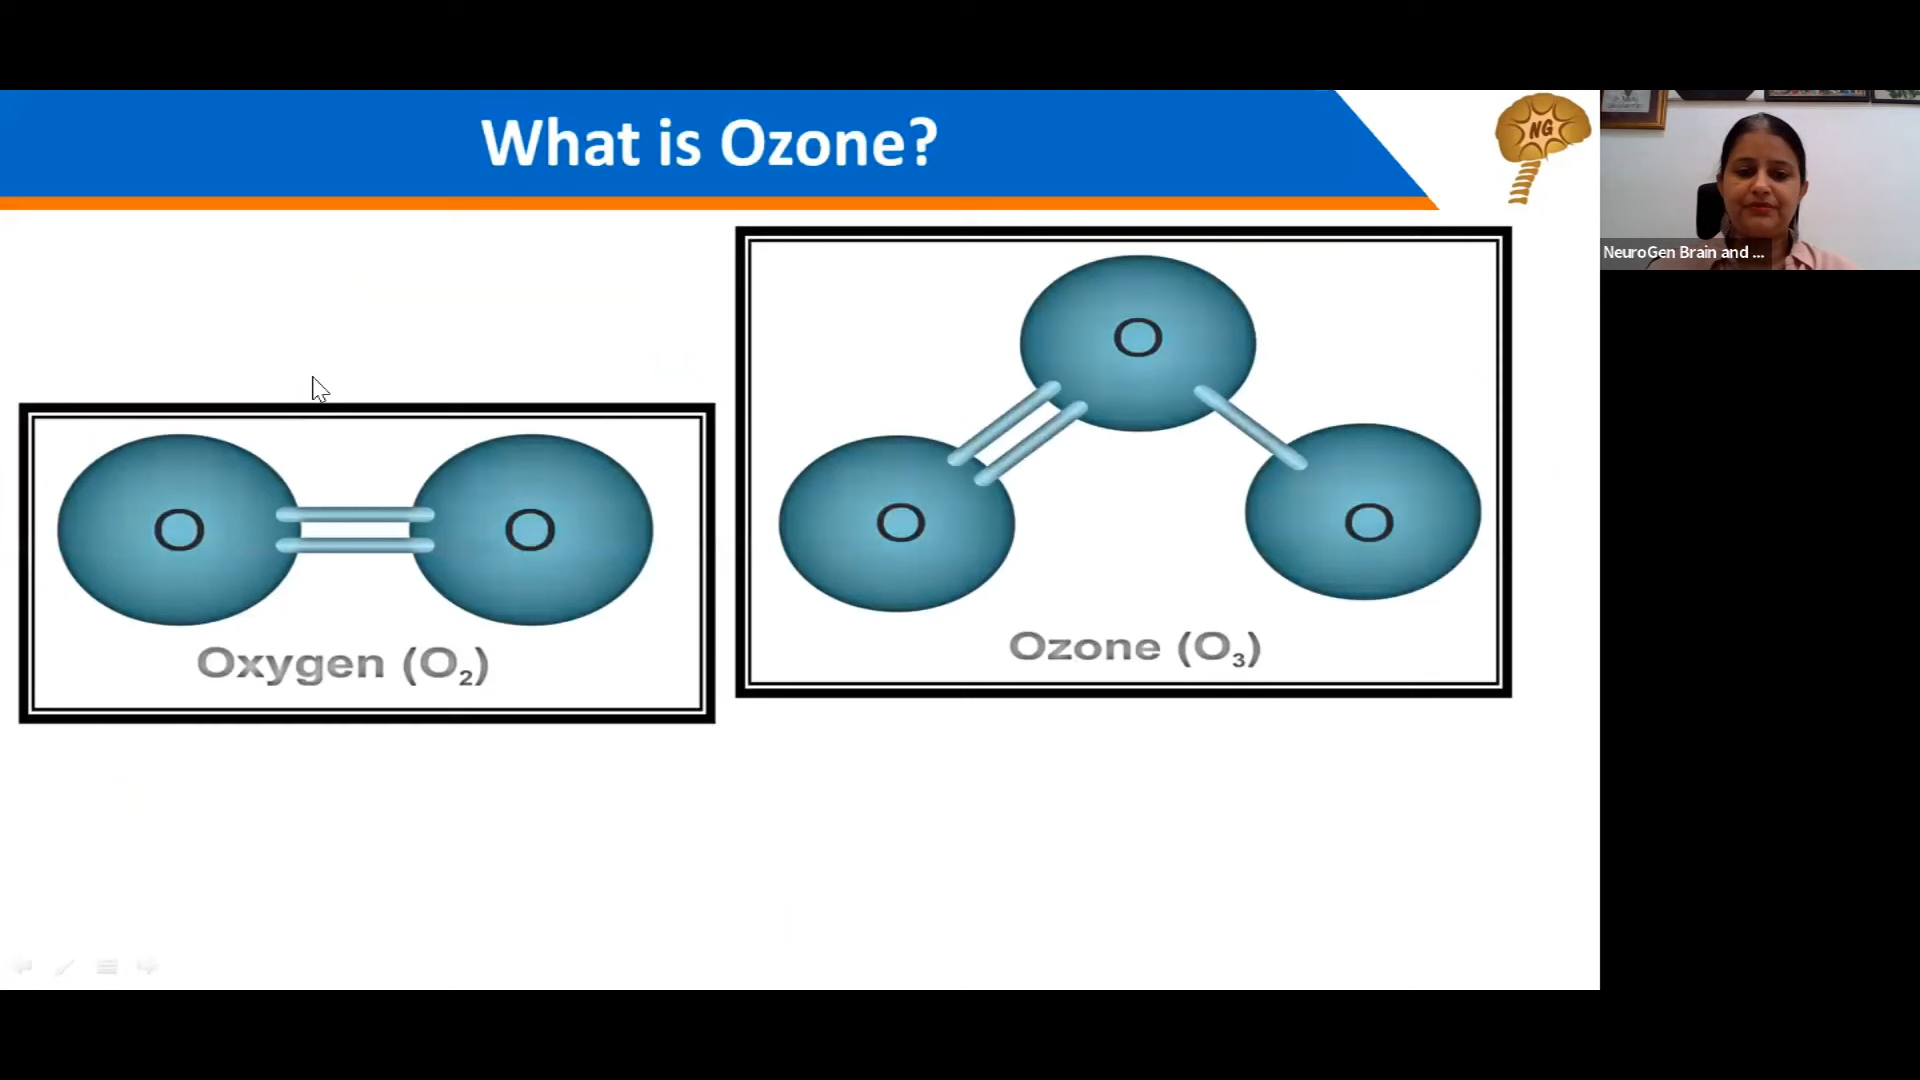 What is Ozone?
NG
NeuroGen Brain and ...
O
O
O
O
O
Oxygen (O₂)
Ozone (O₃)